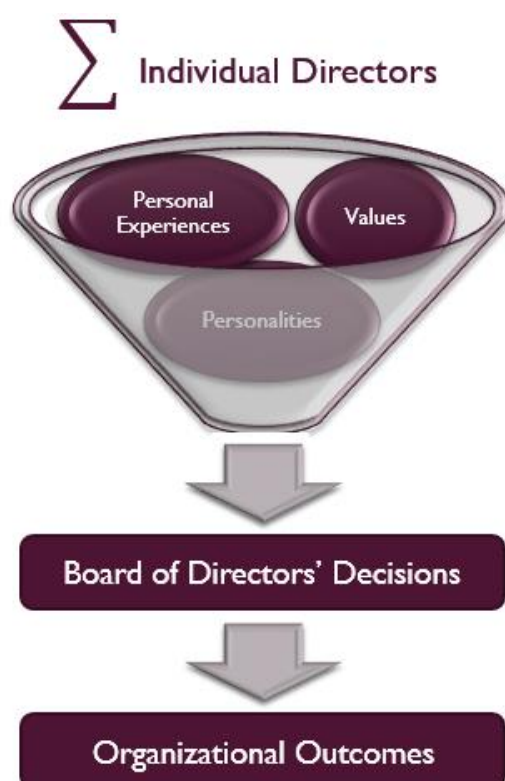 ∑ Individual Directors
Personal
Experiences
Values
Personalities
Board of Directors’ Decisions
Organizational Outcomes